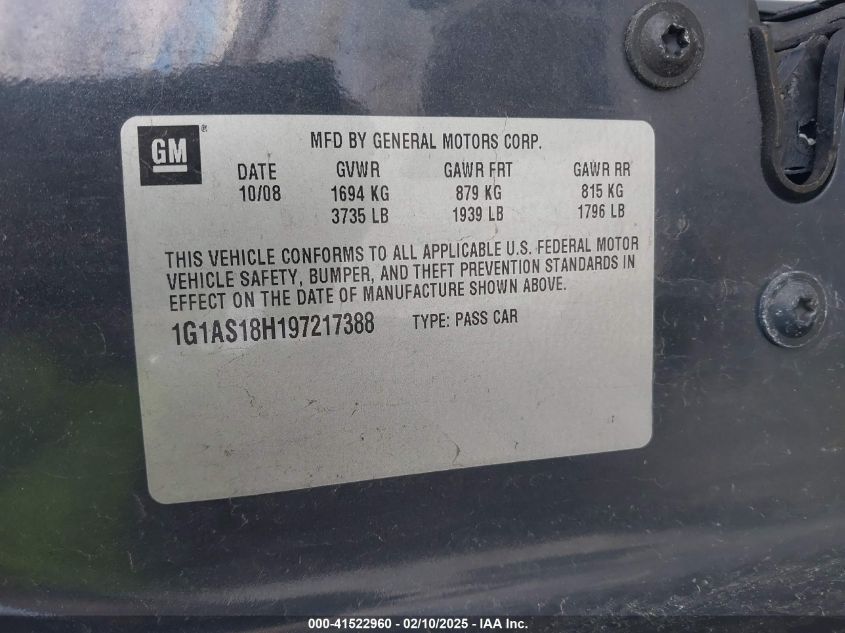 GM ®
MFD BY GENERAL MOTORS CORP.
DATE GVWR GAWR FRT GAWR RR
10/08 1694 KG 879 KG 815 KG
3735 LB 1939 LB 1796 LB
THIS VEHICLE CONFORMS TO ALL APPLICABLE U.S. FEDERAL MOTOR
VEHICLE SAFETY, BUMPER, AND THEFT PREVENTION STANDARDS IN
EFFECT ON THE DATE OF MANUFACTURE SHOWN ABOVE.
1G1AS18H197217388 TYPE: PASS CAR
000-41522960 - 02/10/2025 - IAA Inc.